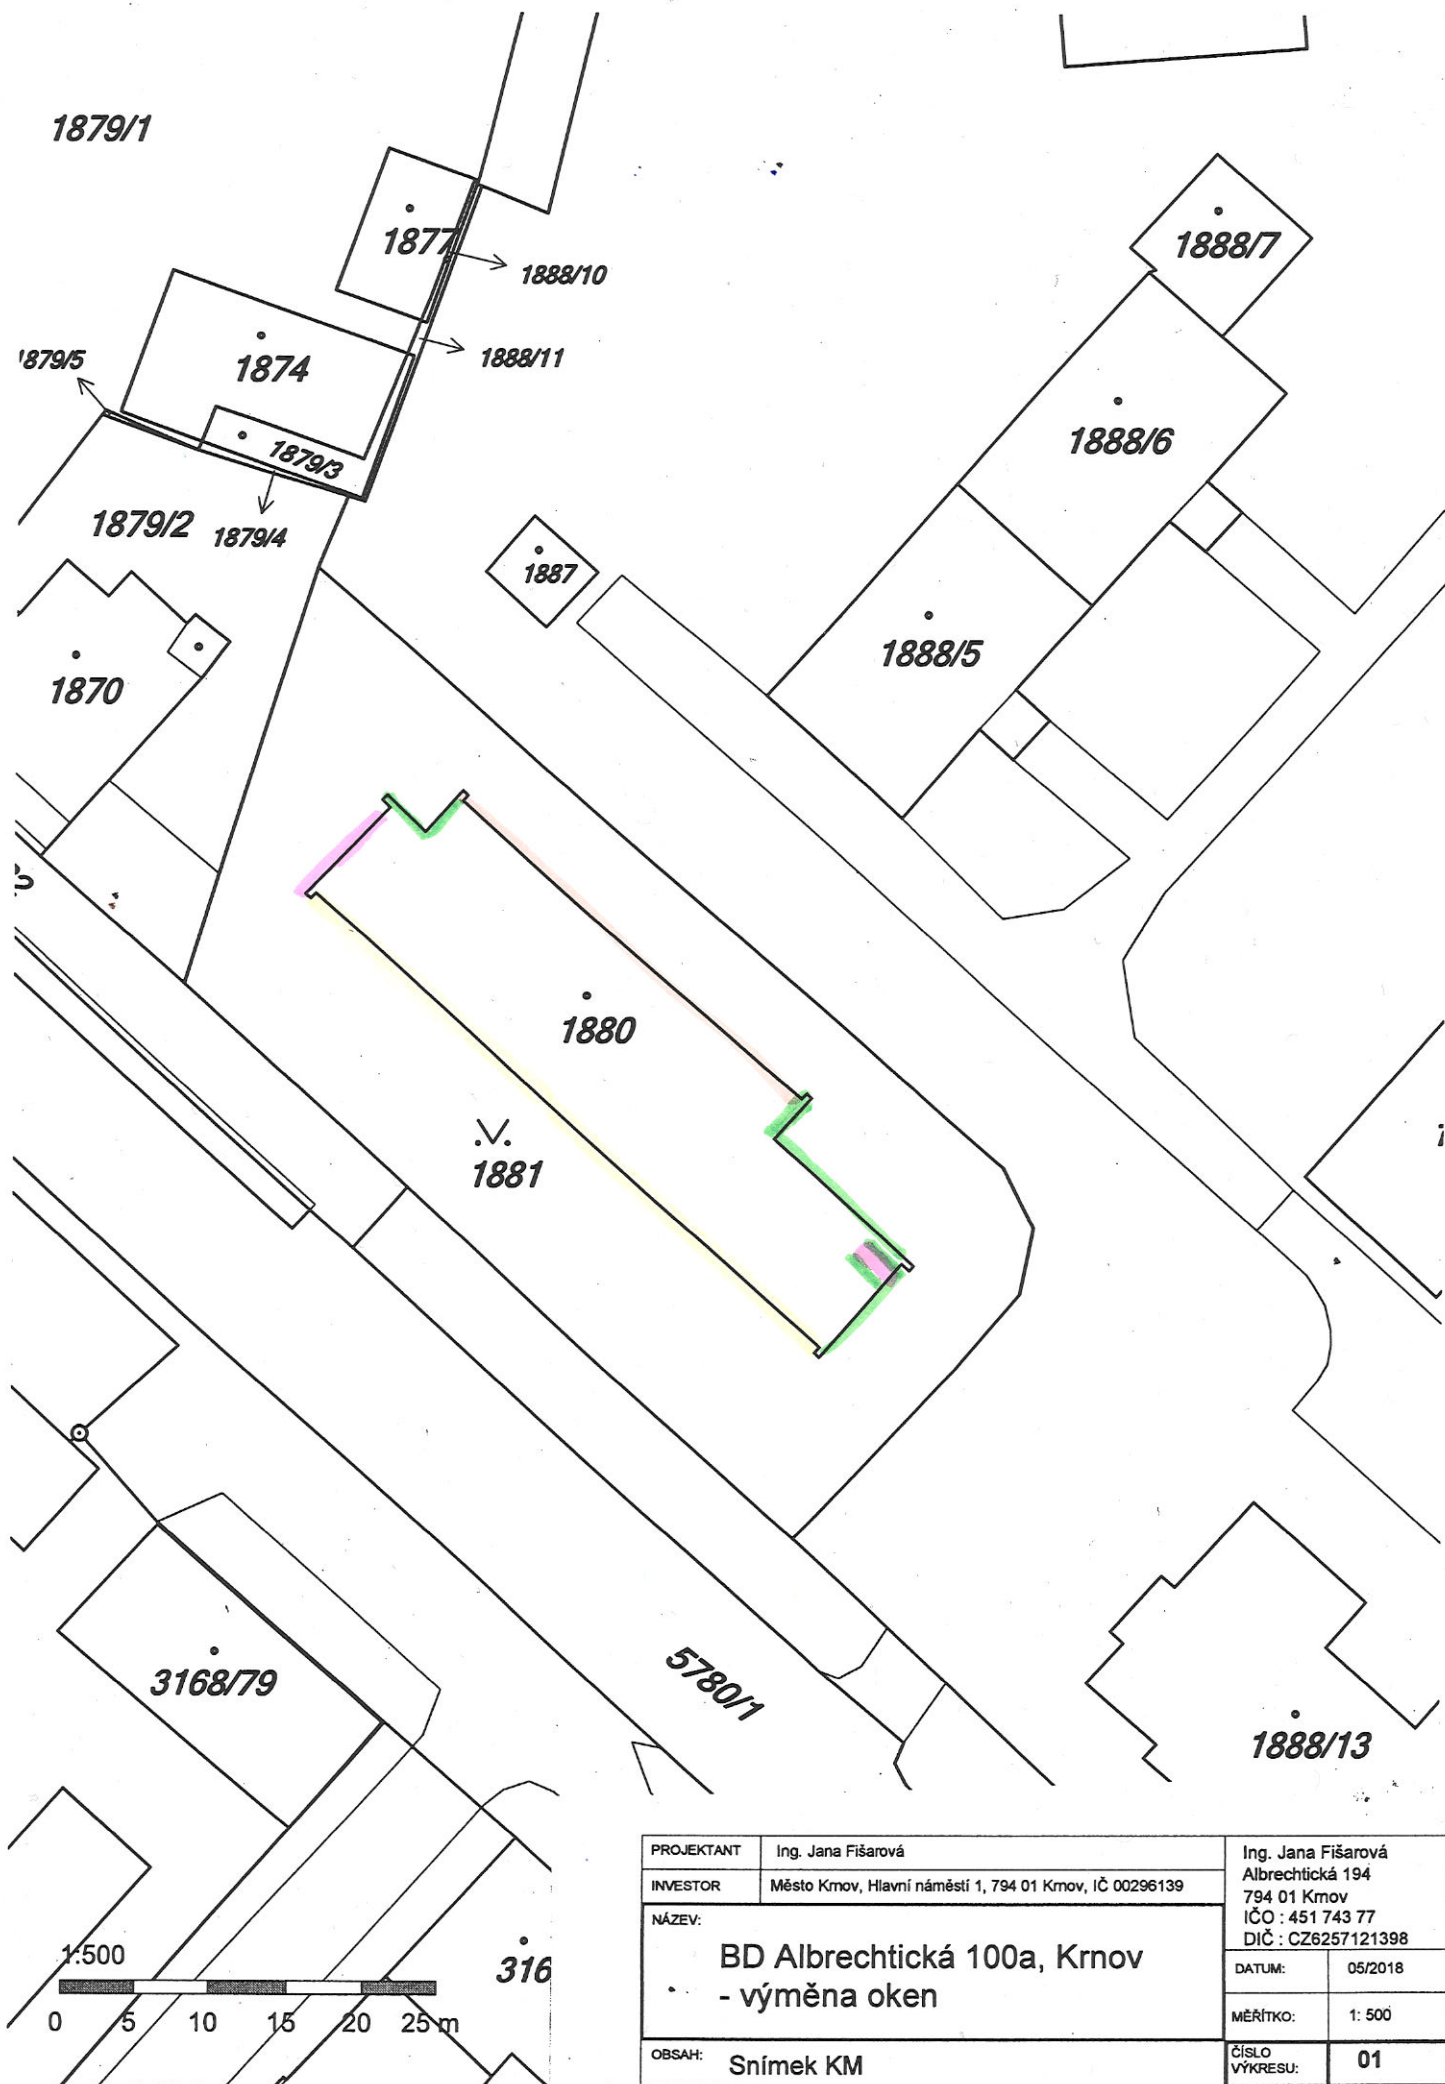 1879/1
1877
1888/7
1888/10
1888/11
1879/5
1874
1888/6
1879/3
1879/2
1879/4
1887
1888/5
1870
1880
1881
5780/1
3168/79
1888/13
316
1:500
0 5 10 15 20 25 m
PROJEKTANT Ing. Jana Fišarová
INVESTOR Město Krnov, Hlavní náměstí 1, 794 01 Krnov, IČ 00296139
NÁZEV:
BD Albrechtická 100a, Krnov
- výměna oken
OBSAH: Snímek KM
Ing. Jana Fišarová
Albrechtická 194
794 01 Krnov
IČO : 451 743 77
DIČ : CZ6257121398
DATUM: 05/2018
MĚŘÍTKO: 1: 500
ČÍSLO
VÝKRESU: 01